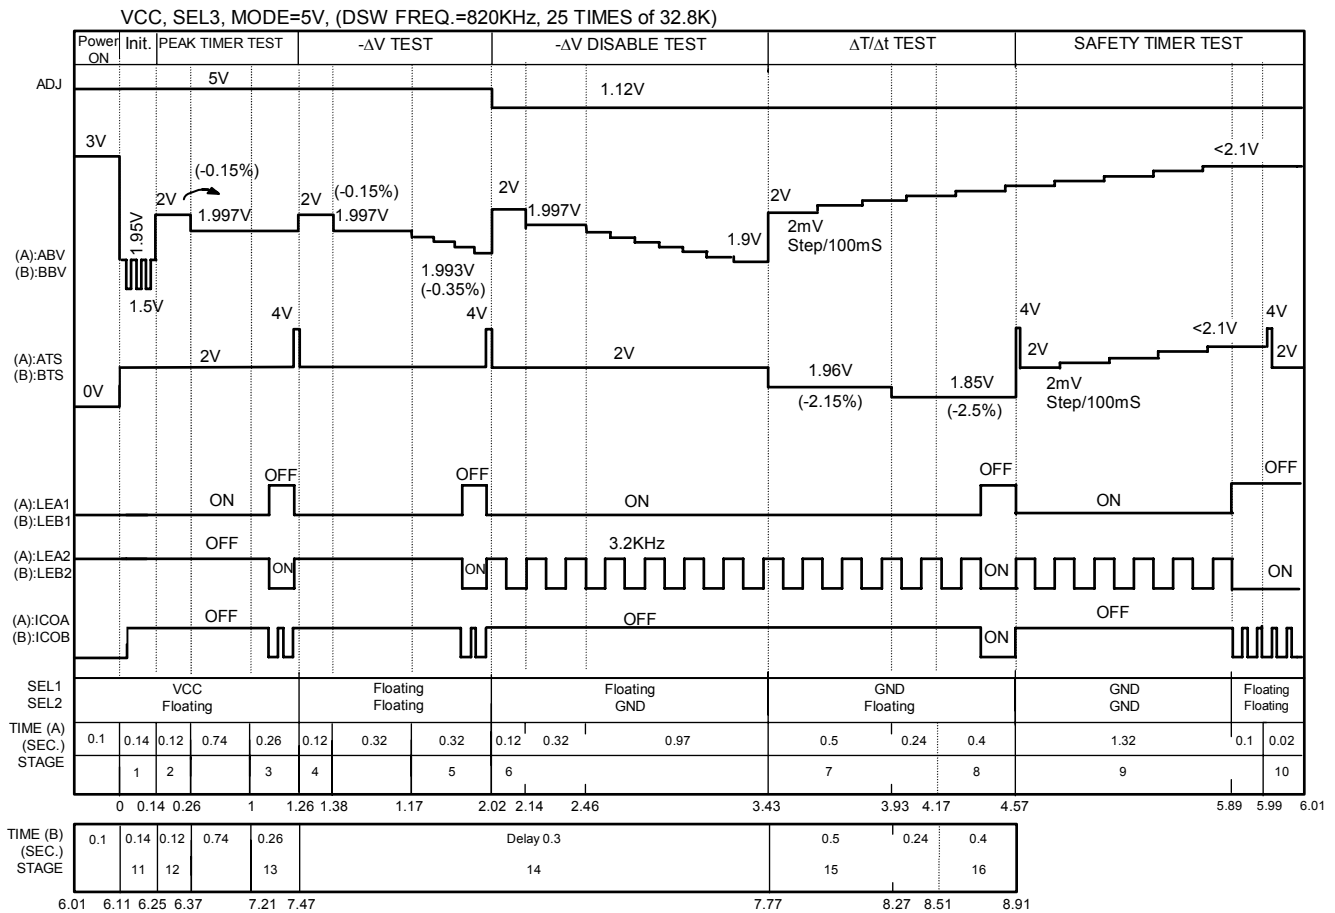 VCC, SEL3, MODE=5V, (DSW FREQ.=820KHz, 25 TIMES of 32.8K)
Power ON
Init.
PEAK TIMER TEST
-ΔV TEST
-ΔV DISABLE TEST
ΔT/Δt TEST
SAFETY TIMER TEST
ADJ
5V
1.12V
3V
(-0.15%)
2V
1.997V
1.95V
1.5V
2V
(-0.15%)
1.997V
1.993V
(-0.35%)
2V
1.997V
1.9V
2V
2mV
Step/100mS
<2.1V
(A):ABV
(B):BBV
(A):ATS
(B):BTS
0V
2V
4V
4V
2V
1.96V
(-2.15%)
1.85V
(-2.5%)
4V
2V
2mV
Step/100mS
<2.1V
4V
2V
(A):LEA1
(B):LEB1
ON
OFF
OFF
ON
OFF
ON
OFF
(A):LEA2
(B):LEB2
OFF
ON
ON
3.2KHz
ON
ON
(A):ICOA
(B):ICOB
OFF
OFF
ON
OFF
SEL1
SEL2
VCC
Floating
Floating
Floating
Floating
GND
GND
Floating
GND
GND
Floating
Floating
TIME (A)
(SEC.)
0.1 0.14 0.12 0.74 0.26 0.12 0.32 0.32 0.12 0.32 0.97 0.5 0.24 0.4 1.32 0.1 0.02
STAGE
1 2 3 4 5 6 7 8 9 10
0 0.14 0.26 1 1.26 1.38 1.17 2.02 2.14 2.46 3.43 3.93 4.17 4.57 5.89 5.99 6.01
TIME (B)
(SEC.)
0.1 0.14 0.12 0.74 0.26 Delay 0.3 0.5 0.24 0.4
STAGE
11 12 13 14 15 16
6.01 6.11 6.25 6.37 7.21 7.47 7.77 8.27 8.51 8.91